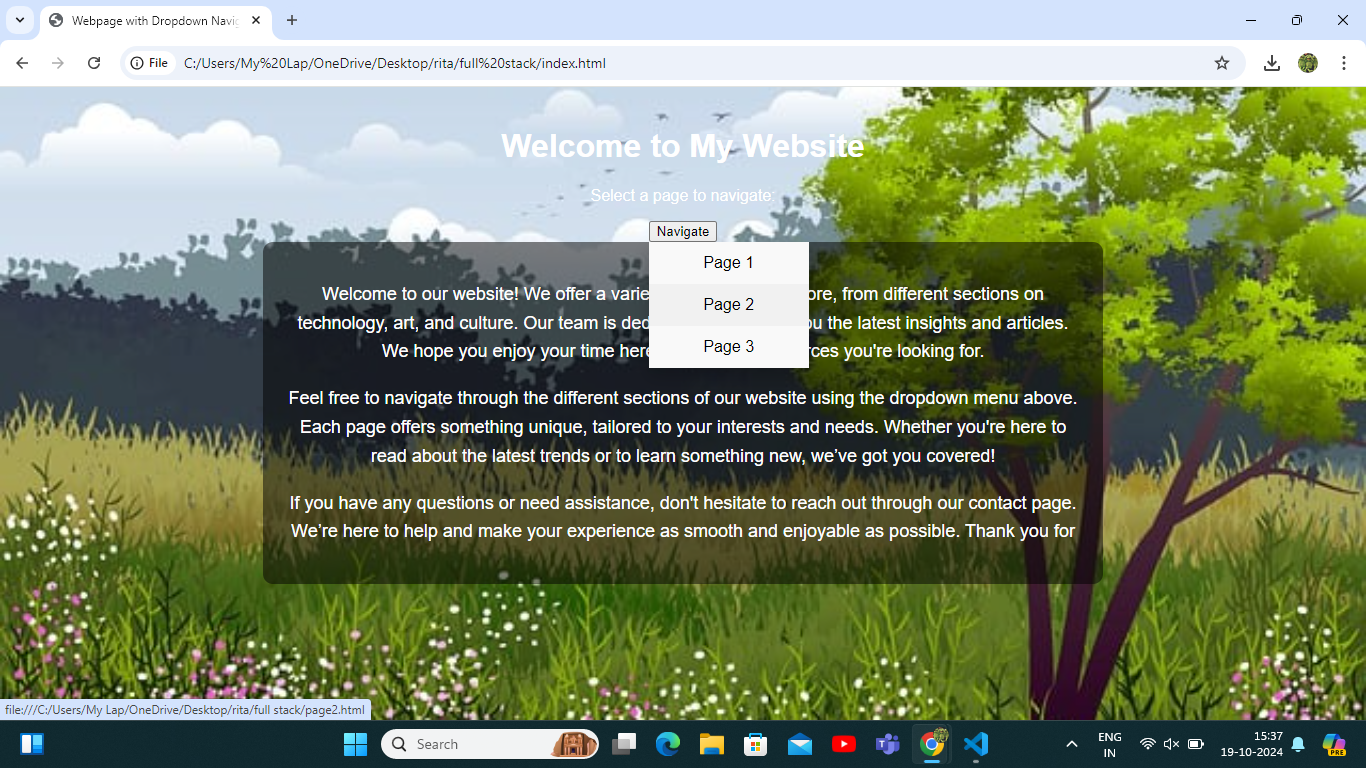 Webpage with Dropdown Navig
File
C:/Users/My%20Lap/OneDrive/Desktop/rita/full%20stack/index.html
Welcome to My Website
Select a page to navigate:
Navigate
Page 1
Page 2
Page 3
Welcome to our website! We offer a varie ore, from different sections on
technology, art, and culture. Our team is ded ou the latest insights and articles.
We hope you enjoy your time here rces you're looking for.
Feel free to navigate through the different sections of our website using the dropdown menu above.
Each page offers something unique, tailored to your interests and needs. Whether you're here to
read about the latest trends or to learn something new, we’ve got you covered!
If you have any questions or need assistance, don't hesitate to reach out through our contact page.
We’re here to help and make your experience as smooth and enjoyable as possible. Thank you for
file:///C:/Users/My Lap/OneDrive/Desktop/rita/full stack/page2.html
Search
ENG
IN
15:37
19-10-2024
PRE